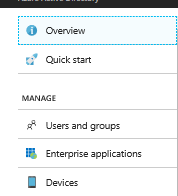 Overview
Quick start
MANAGE
Users and groups
Enterprise applications
Devices